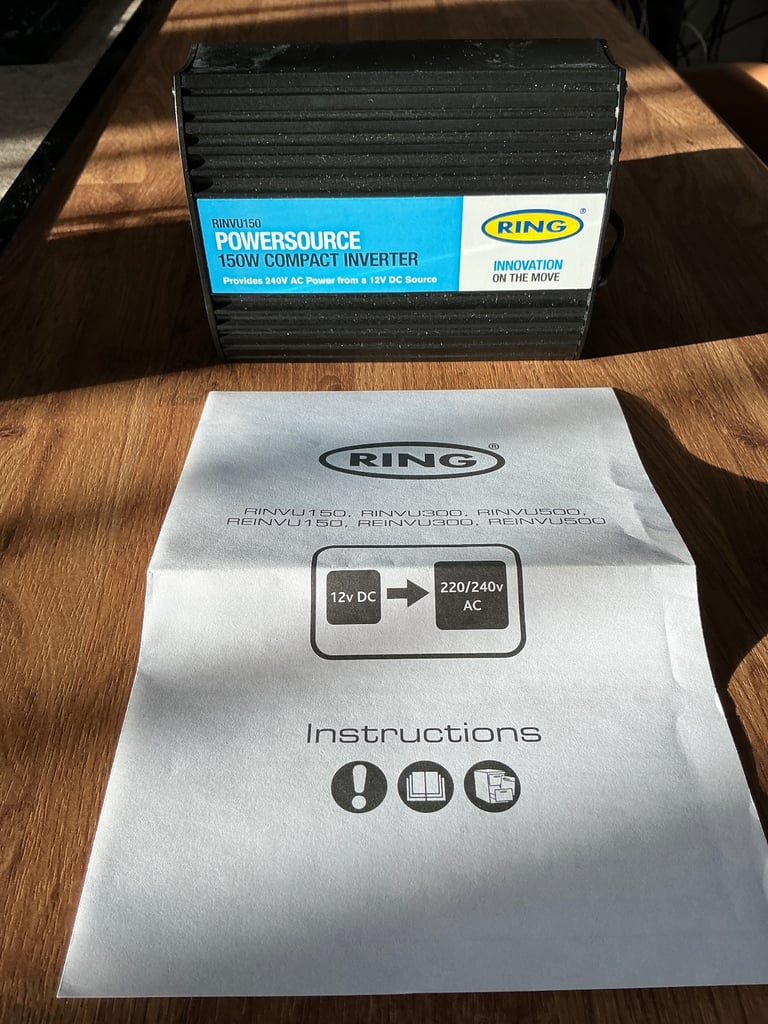 RINVU150
POWERSOURCE
150W COMPACT INVERTER
Provides 240V AC Power from a 12V DC Source
RING®
INNOVATION
ON THE MOVE
RING®
RINVU150, RINVU300, RINVU500,
REINVU150, REINVU300, REINVU500
12v DC
220/240v
AC
Instructions